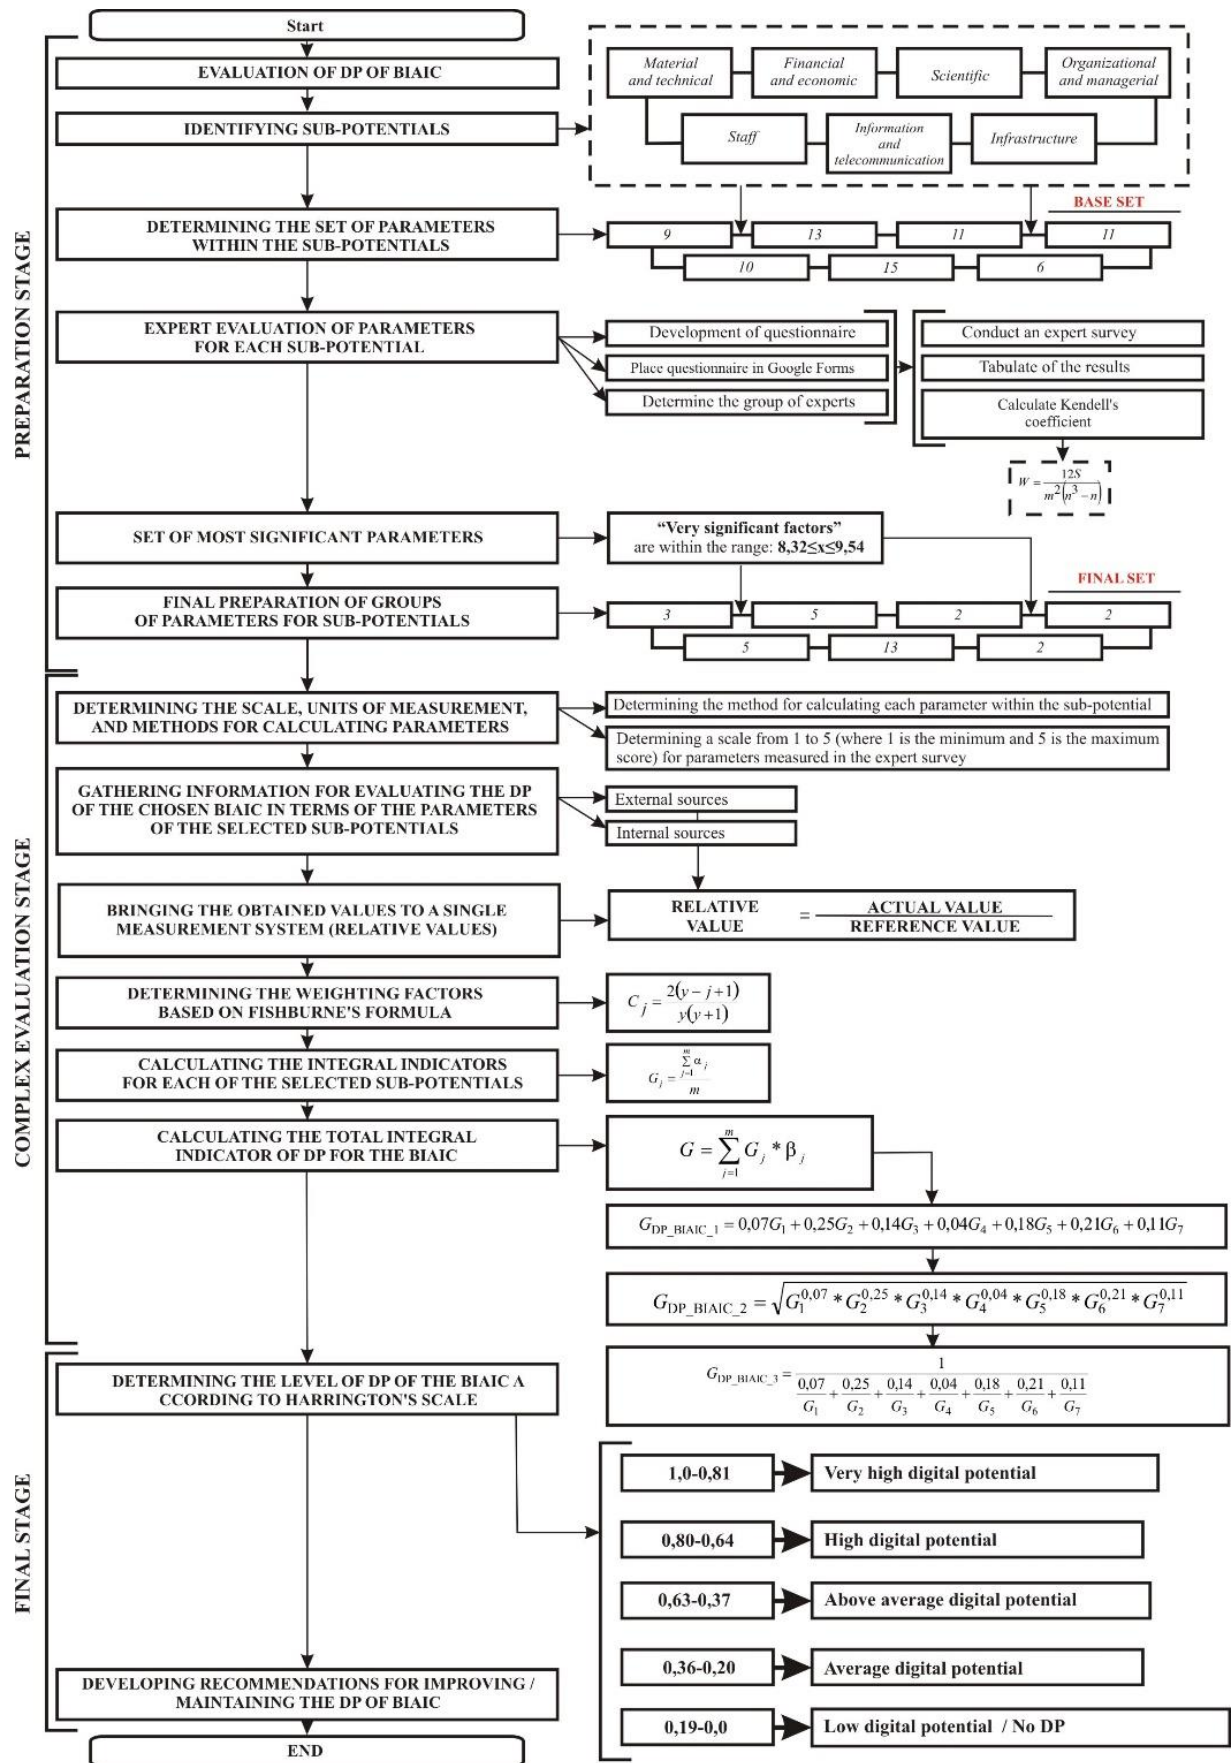 Start
EVALUATION OF DP OF BIAIC
IDENTIFYING SUB-POTENTIALS
Material
and technical
Financial
and economic
Scientific
Organizational
and managerial
Staff
Information
and
telecommunication
Infrastructure
PREPARATION STAGE
DETERMINING THE SET OF PARAMETERS
WITHIN THE SUB-POTENTIALS
BASE SET
9
13
11
11
10
15
6
EXPERT EVALUATION OF PARAMETERS
FOR EACH SUB-POTENTIAL
Development of questionnaire
Place questionnaire in Google Forms
Determine the group of experts
Conduct an expert survey
Tabulate of the results
Calculate Kendell's
coefficient
W = 12S / m²(n³ − n)
SET OF MOST SIGNIFICANT PARAMETERS
“Very significant factors”
are within the range: 8,32≤x≤9,54
FINAL PREPARATION OF GROUPS
OF PARAMETERS FOR SUB-POTENTIALS
FINAL SET
3
5
2
2
5
13
2
COMPLEX EVALUATION STAGE
DETERMINING THE SCALE, UNITS OF MEASUREMENT,
AND METHODS FOR CALCULATING PARAMETERS
Determining the method for calculating each parameter within the sub-potential
Determining a scale from 1 to 5 (where 1 is the minimum and 5 is the maximum
score) for parameters measured in the expert survey
GATHERING INFORMATION FOR EVALUATING THE DP
OF THE CHOSEN BIAIC IN TERMS OF THE PARAMETERS
OF THE SELECTED SUB-POTENTIALS
External sources
Internal sources
BRINGING THE OBTAINED VALUES TO A SINGLE
MEASUREMENT SYSTEM (RELATIVE VALUES)
RELATIVE
VALUE
= ACTUAL VALUE
REFERENCE VALUE
DETERMINING THE WEIGHTING FACTORS
BASED ON FISHBURNE'S FORMULA
C_j = 2(y − j + 1) / y(y + 1)
CALCULATING THE INTEGRAL INDICATORS
FOR EACH OF THE SELECTED SUB-POTENTIALS
G_j = ∑_{j=1}^{m} α_j / m
CALCULATING THE TOTAL INTEGRAL
INDICATOR OF DP FOR THE BIAIC
G = ∑_{j=1}^{m} G_j * β_j
G_DP_BIAIC_1 = 0,07G₁ + 0,25G₂ + 0,14G₃ + 0,04G₄ + 0,18G₅ + 0,21G₆ + 0,11G₇
G_DP_BIAIC_2 = √(G₁^0,07 * G₂^0,25 * G₃^0,14 * G₄^0,04 * G₅^0,18 * G₆^0,21 * G₇^0,11)
G_DP_BIAIC_3 = 1 / (0,07/G₁ + 0,25/G₂ + 0,14/G₃ + 0,04/G₄ + 0,18/G₅ + 0,21/G₆ + 0,11/G₇)
FINAL STAGE
DETERMINING THE LEVEL OF DP OF THE BIAIC A
CCORDING TO HARRINGTON'S SCALE
1,0-0,81
Very high digital potential
0,80-0,64
High digital potential
0,63-0,37
Above average digital potential
0,36-0,20
Average digital potential
0,19-0,0
Low digital potential / No DP
DEVELOPING RECOMMENDATIONS FOR IMPROVING /
MAINTAINING THE DP OF BIAIC
END